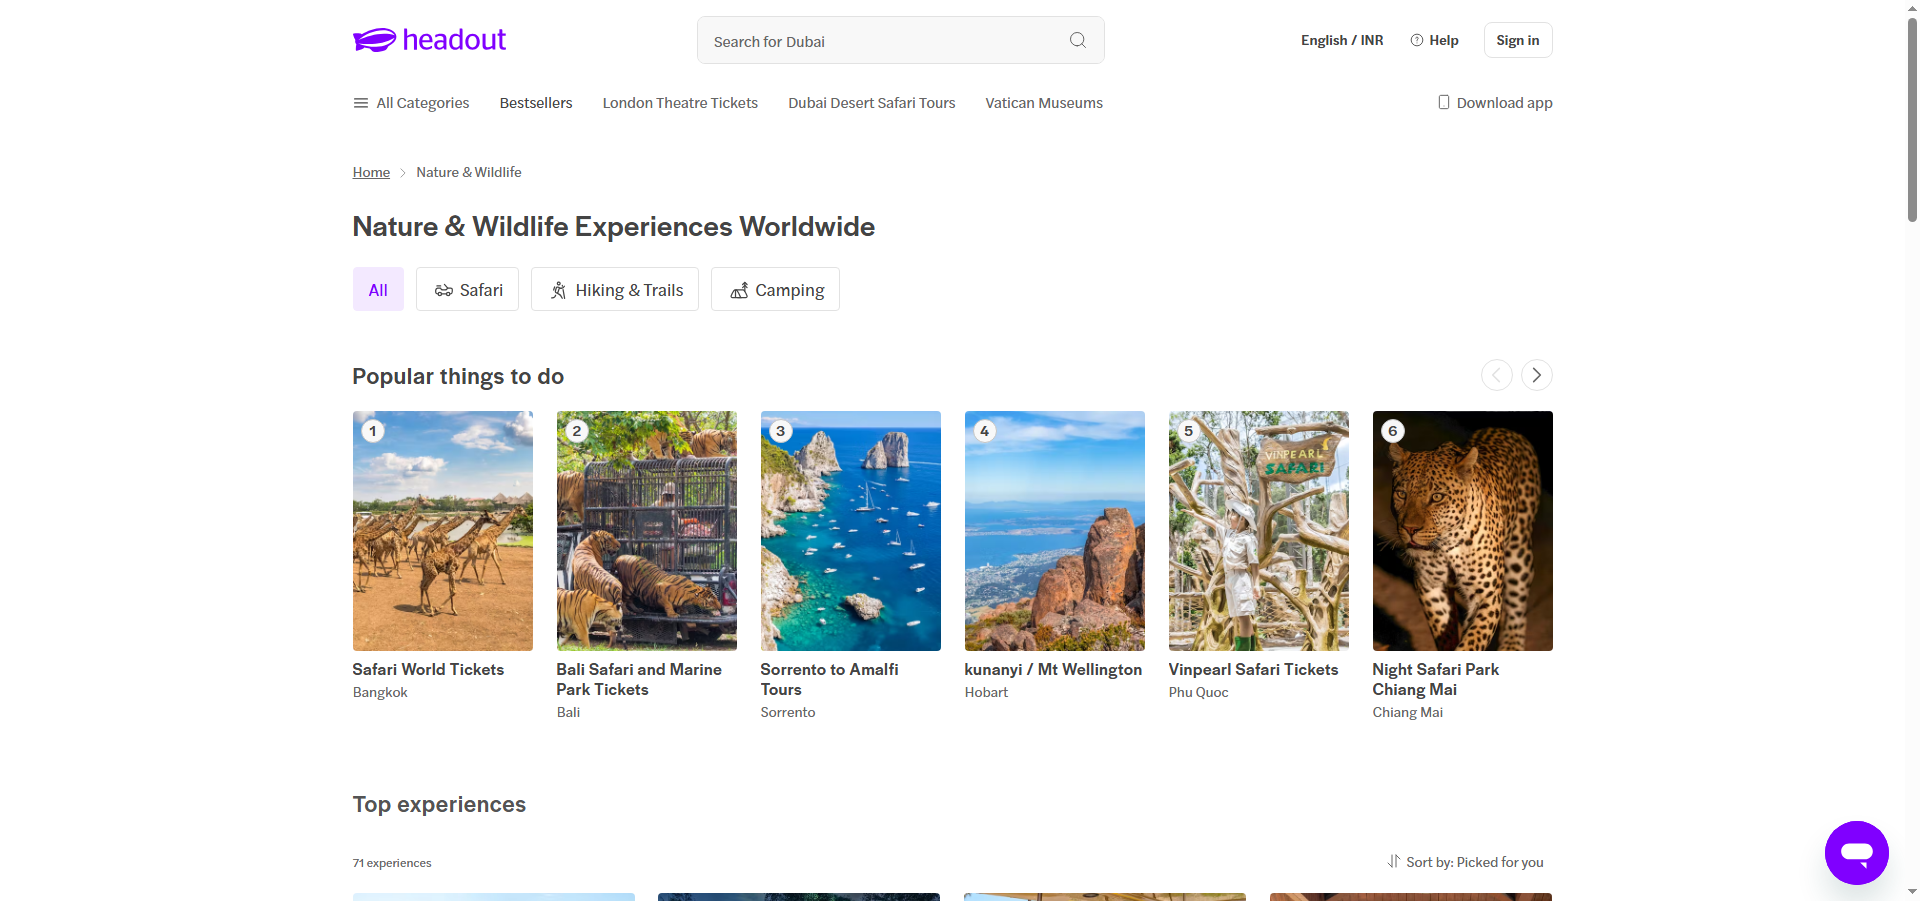 headout
Search for Dubai
English / INR
Help
Sign in
All Categories
Bestsellers
London Theatre Tickets
Dubai Desert Safari Tours
Vatican Museums
Download app
Home
Nature & Wildlife
Nature & Wildlife Experiences Worldwide
All
Safari
Hiking & Trails
Camping
Popular things to do
1
2
3
4
5
VINPEARL
SAFARI
6
Safari World Tickets
Bangkok
Bali Safari and Marine
Park Tickets
Bali
Sorrento to Amalfi
Tours
Sorrento
kunanyi / Mt Wellington
Hobart
Vinpearl Safari Tickets
Phu Quoc
Night Safari Park
Chiang Mai
Chiang Mai
Top experiences
71 experiences
Sort by: Picked for you